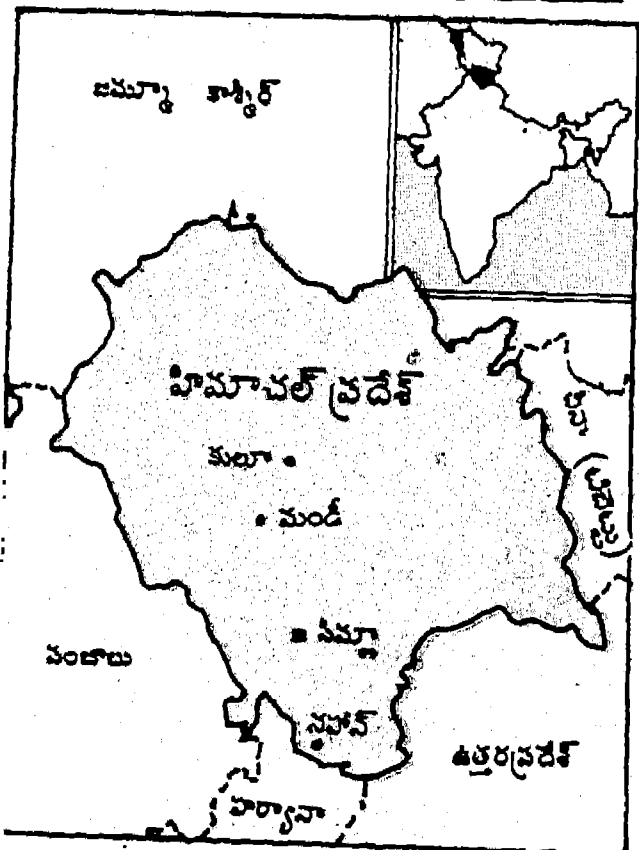 జమ్మూ కాశ్మీర్
హిమాచల్ ప్రదేశ్
చైనా (టిబెట్టు)
కులూ
మండీ
సిమ్లా
పంజాబు
నహాన్
ఉత్తరప్రదేశ్
హర్యానా